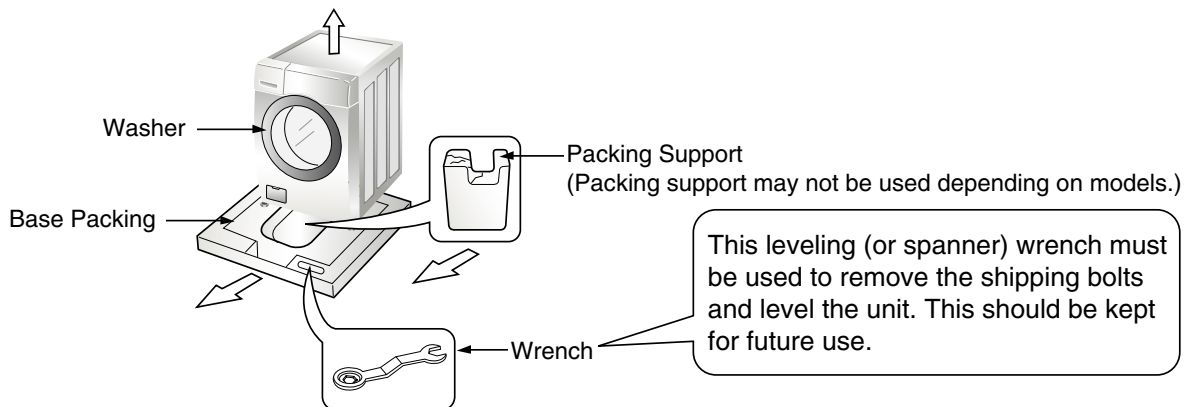 Washer
Packing Support
(Packing support may not be used depending on models.)
Base Packing
This leveling (or spanner) wrench must
be used to remove the shipping bolts
and level the unit. This should be kept
for future use.
Wrench